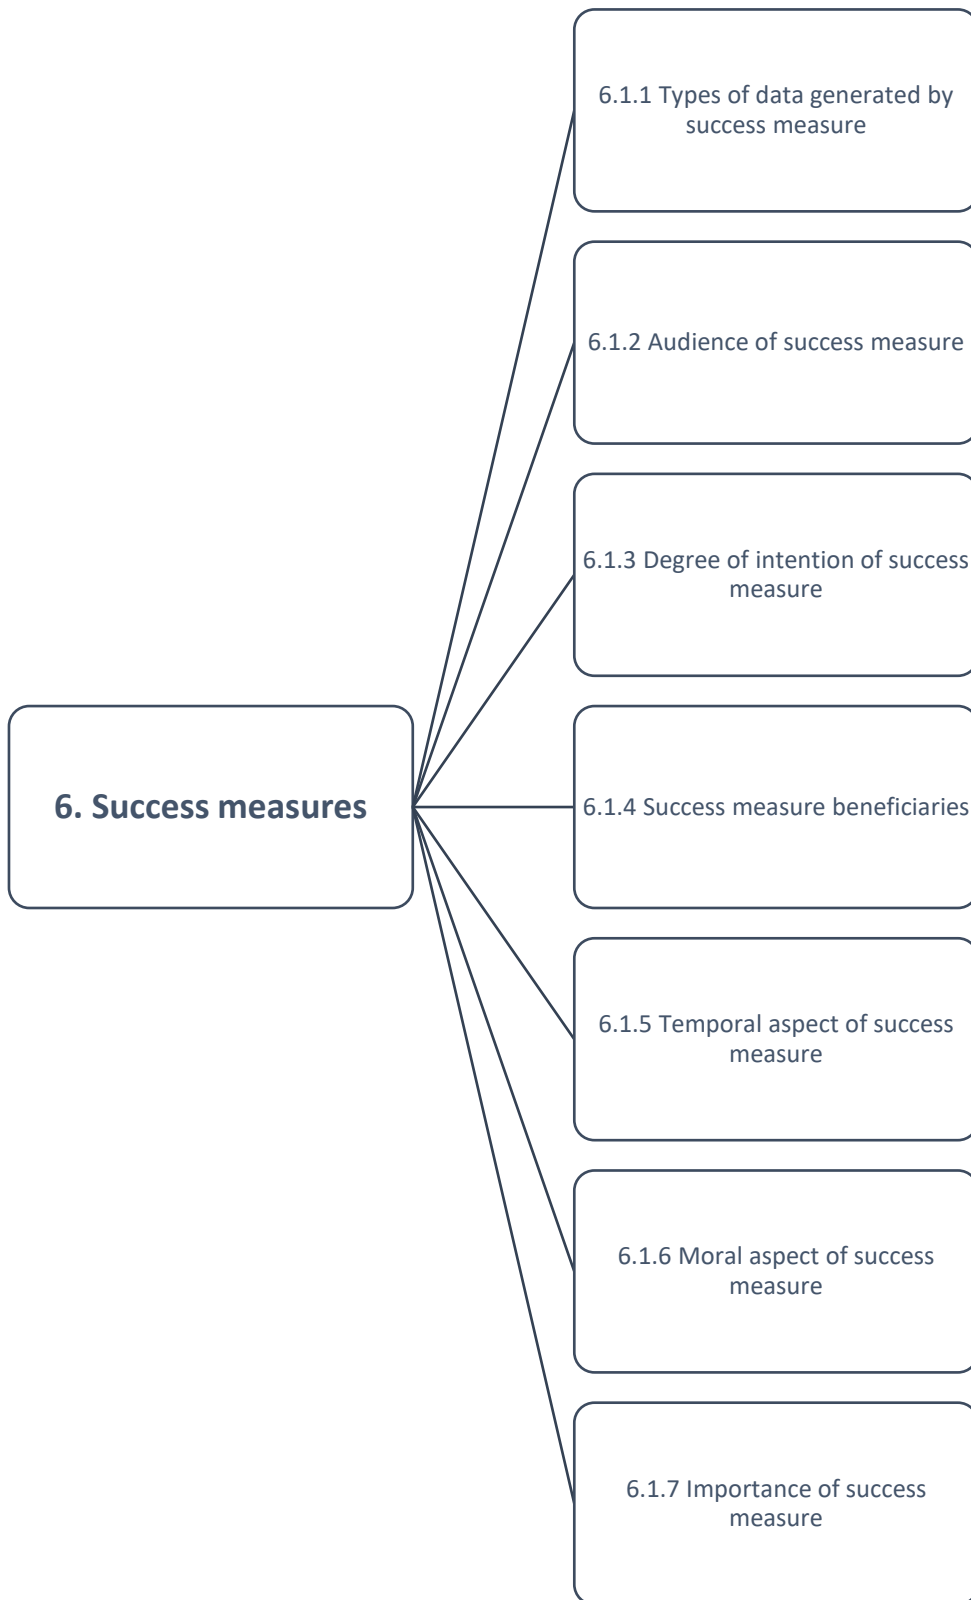 6.1.1 Types of data generated by
success measure
6.1.2 Audience of success measure
6.1.3 Degree of intention of success
measure
6. Success measures
6.1.4 Success measure beneficiaries
6.1.5 Temporal aspect of success
measure
6.1.6 Moral aspect of success
measure
6.1.7 Importance of success
measure